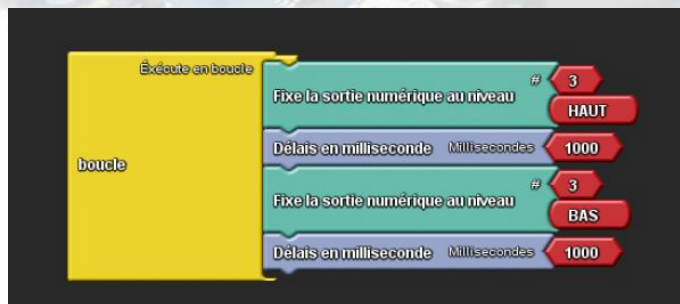 Éxécute en boucle
boucle
Fixe la sortie numérique au niveau # 3
HAUT
Délais en milliseconde Millisecondes 1000
Fixe la sortie numérique au niveau # 3
BAS
Délais en milliseconde Millisecondes 1000